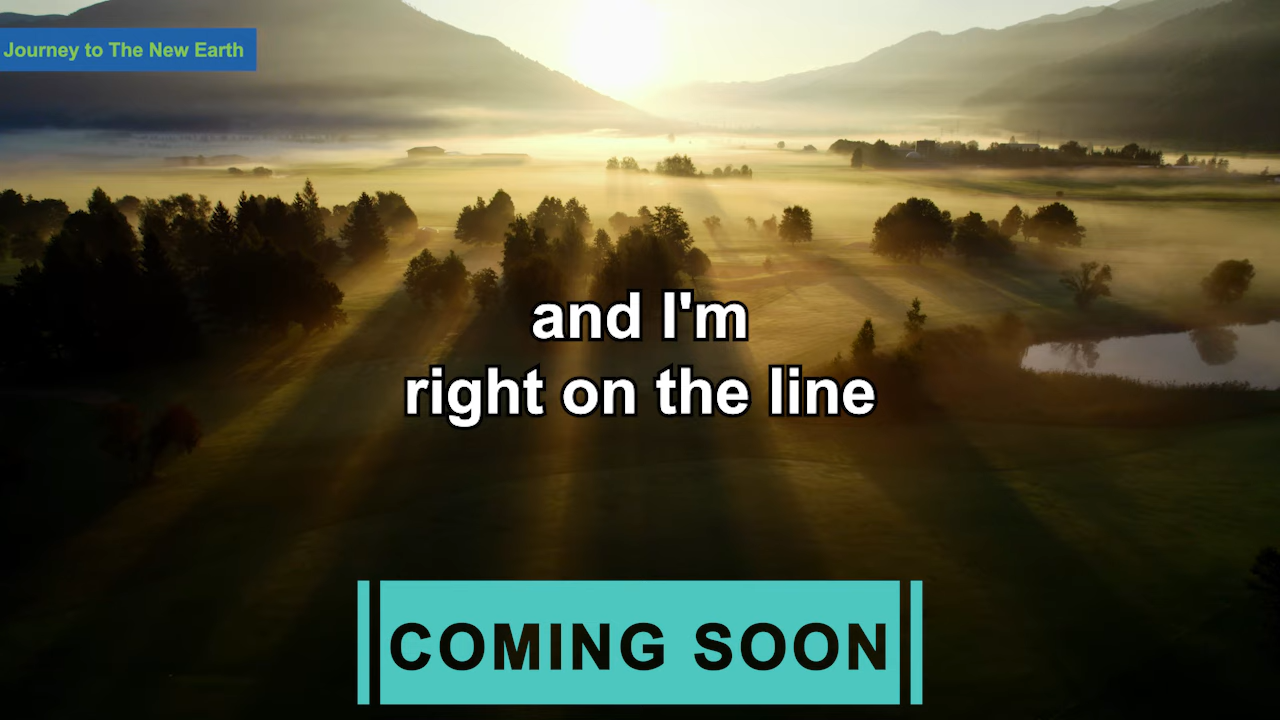 Journey to The New Earth
and I'm
right on the line
COMING SOON